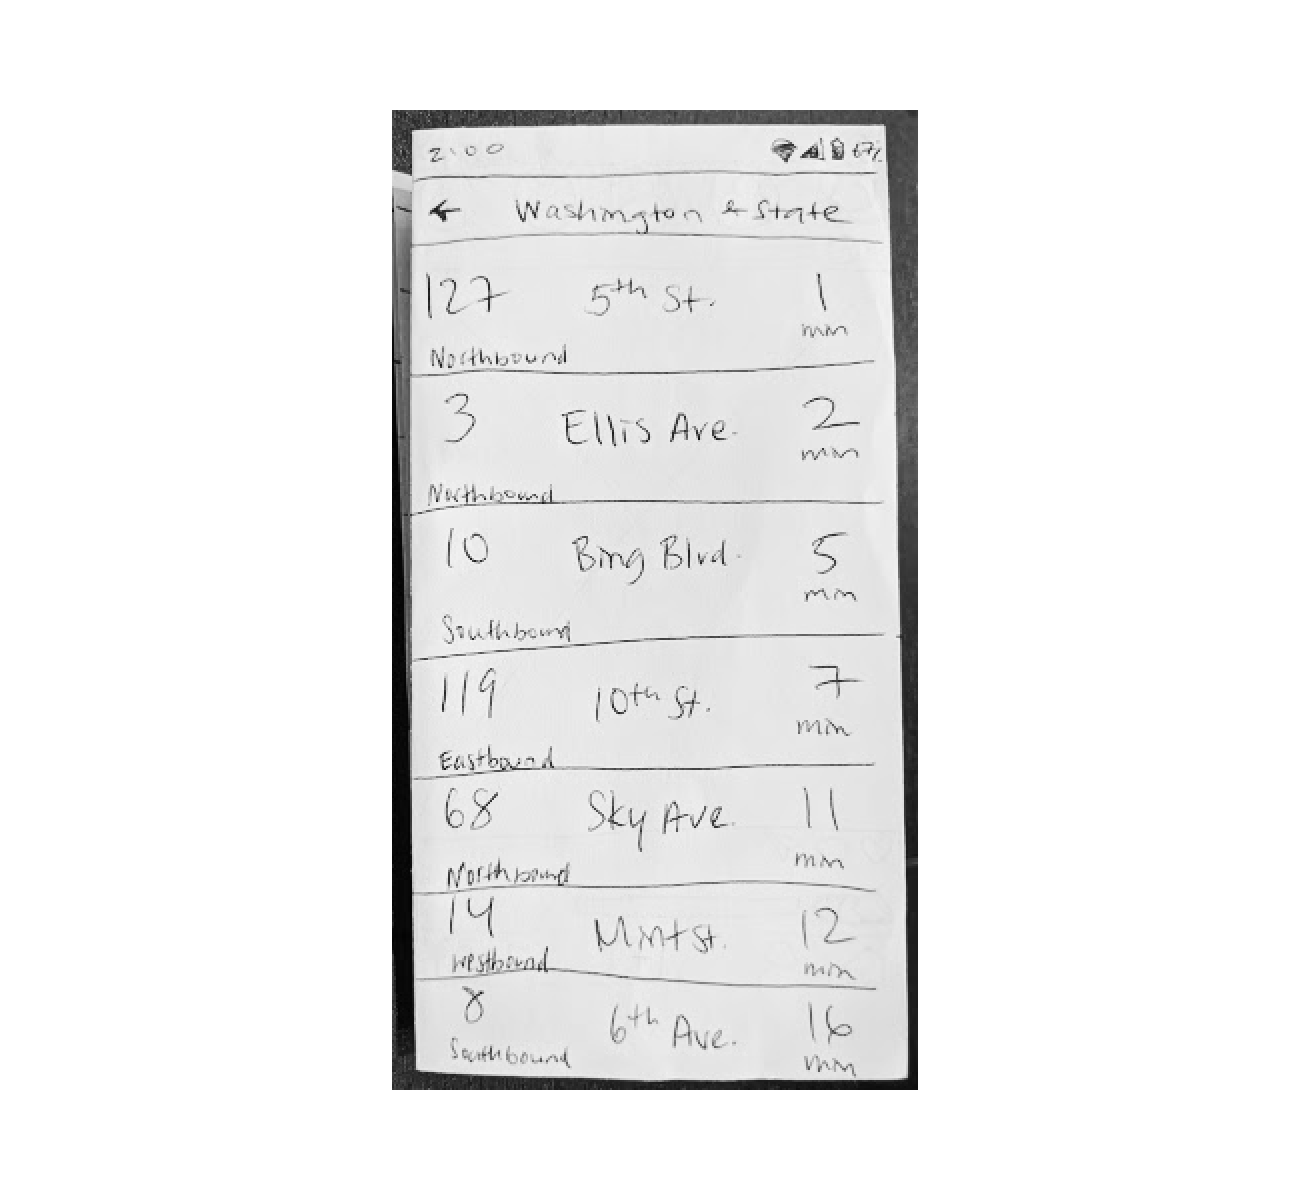 2:00 67%
← Washington & State
127 5th St. 1
min
Northbound
3 Ellis Ave. 2
min
Northbound
10 Bing Blvd. 5
min
Southbound
119 10th St. 7
min
Eastbound
68 Sky Ave. 11
min
Northbound
14 Mint St. 12
Westbound min
8 6th Ave. 16
Southbound min